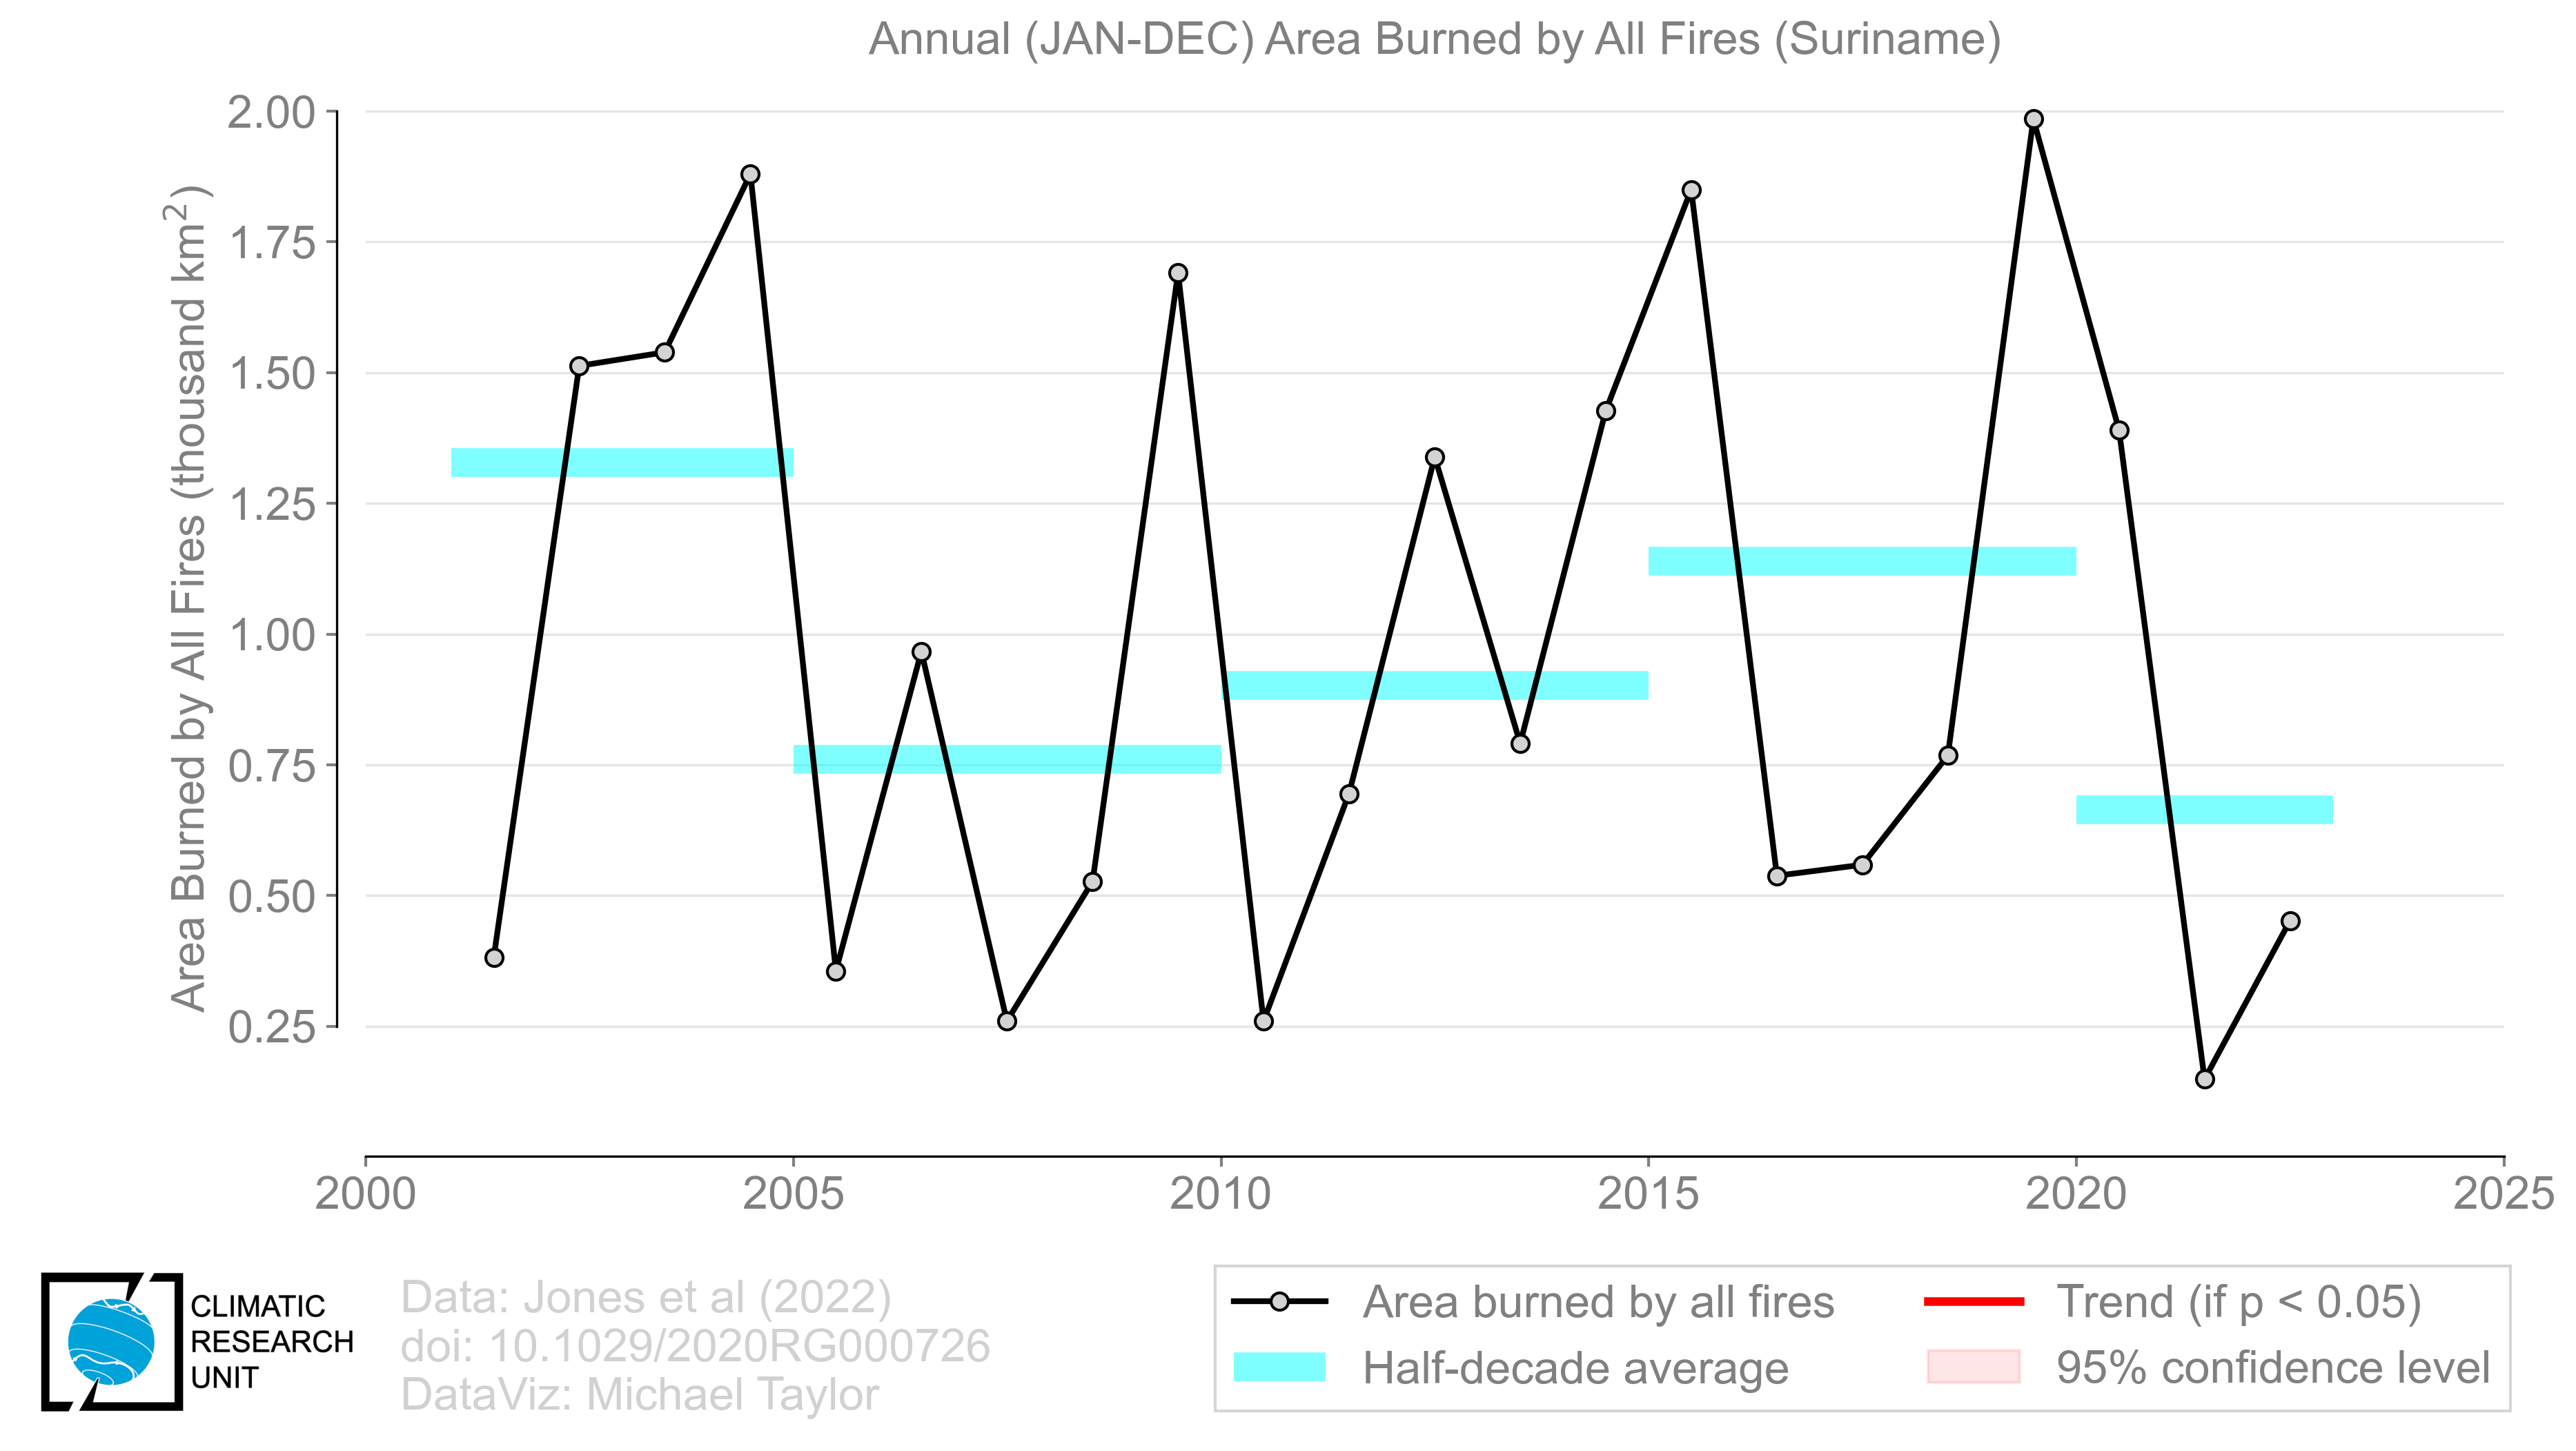 Annual (JAN-DEC) Area Burned by All Fires (Suriname)
Area Burned by All Fires (thousand km²)
2.00
1.75
1.50
1.25
1.00
0.75
0.50
0.25
2000
2005
2010
2015
2020
2025
CLIMATIC
RESEARCH
UNIT
Data: Jones et al (2022)
doi: 10.1029/2020RG000726
DataViz: Michael Taylor
Area burned by all fires
Half-decade average
Trend (if p < 0.05)
95% confidence level